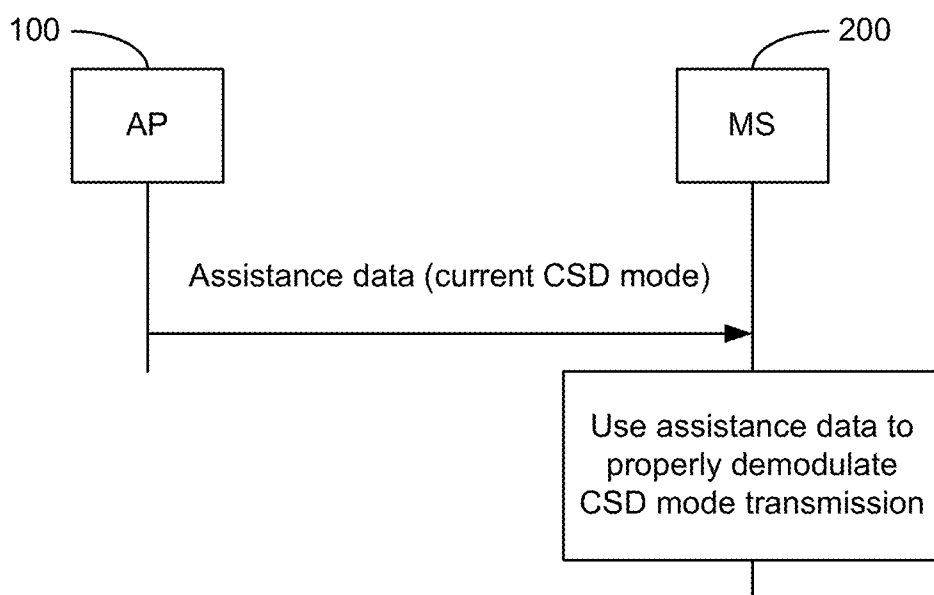 100
200
AP
MS
Assistance data (current CSD mode)
Use assistance data to
properly demodulate
CSD mode transmission